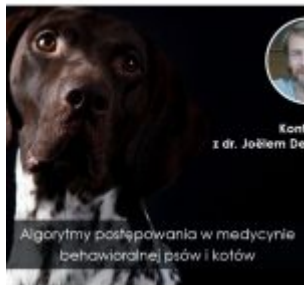 z dr. Joëlem
Algorytmy postępowania w medycynie
behawioralnej psów i kotów